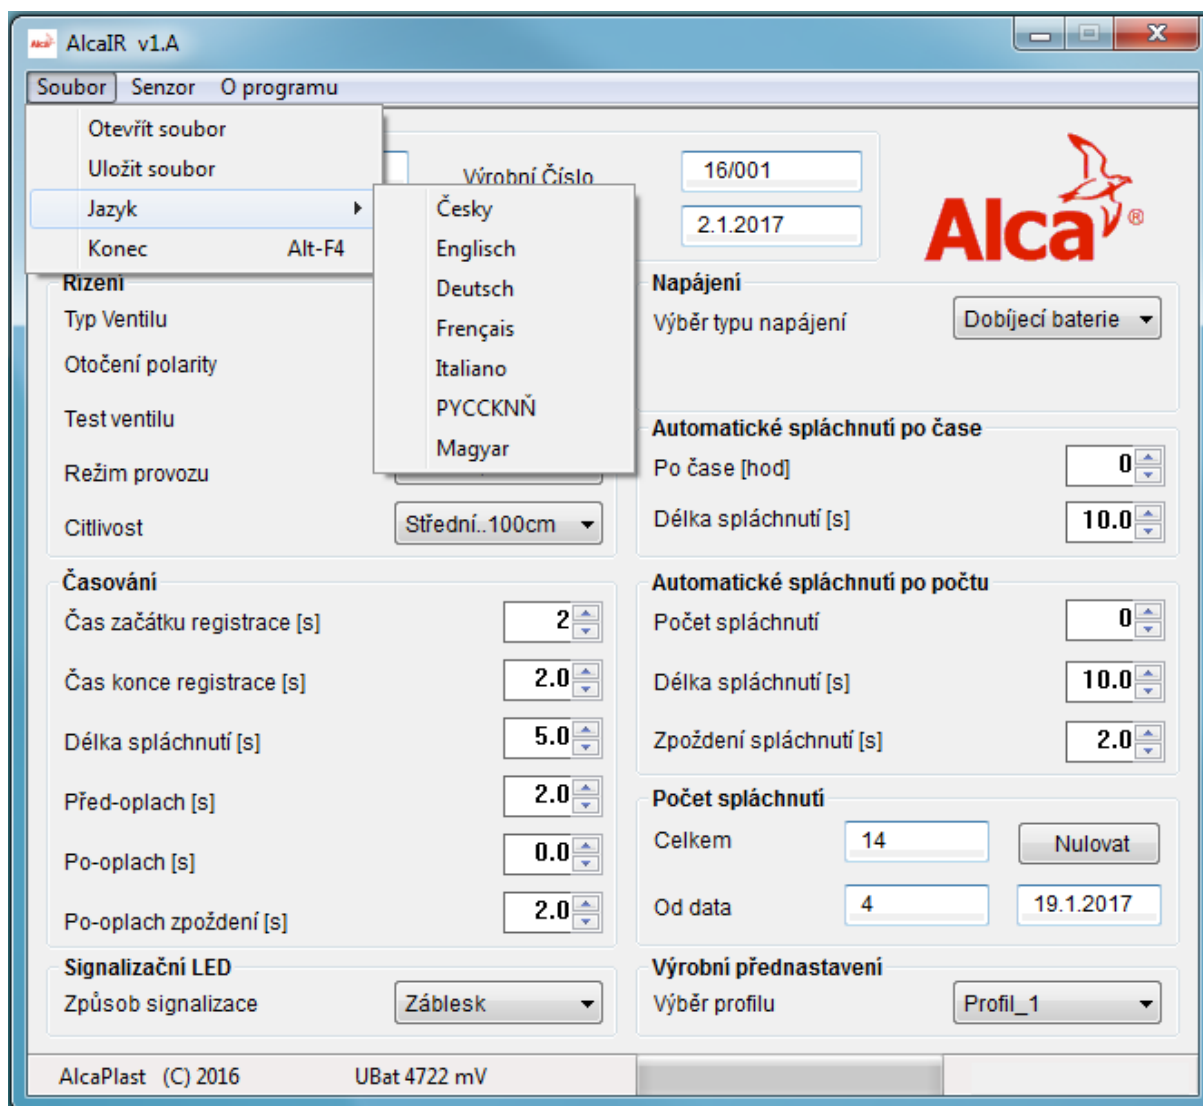 Alca AlcaIR v1.A
Soubor Senzor O programu
Otevřít soubor
Uložit soubor
Jazyk
Konec Alt-F4
Česky
Englisch
Deutsch
Frençais
Italiano
PYCCKNŇ
Magyar
Výrobní Číslo 16/001
2.1.2017
Alca ®
Řízení
Typ Ventilu
Otočení polarity
Test ventilu
Režim provozu
Citlivost Střední..100cm
Napájení
Výběr typu napájení Dobíjecí baterie
Automatické spláchnutí po čase
Po čase [hod] 0
Délka spláchnutí [s] 10.0
Časování
Čas začátku registrace [s] 2
Čas konce registrace [s] 2.0
Délka spláchnutí [s] 5.0
Před-oplach [s] 2.0
Po-oplach [s] 0.0
Po-oplach zpoždení [s] 2.0
Automatické spláchnutí po počtu
Počet spláchnutí 0
Délka spláchnutí [s] 10.0
Zpoždení spláchnutí [s] 2.0
Počet spláchnutí
Celkem 14 Nulovat
Od data 4 19.1.2017
Signalizační LED
Způsob signalizace Záblesk
Výrobní přednastavení
Výběr profilu Profil_1
AlcaPlast (C) 2016 UBat 4722 mV